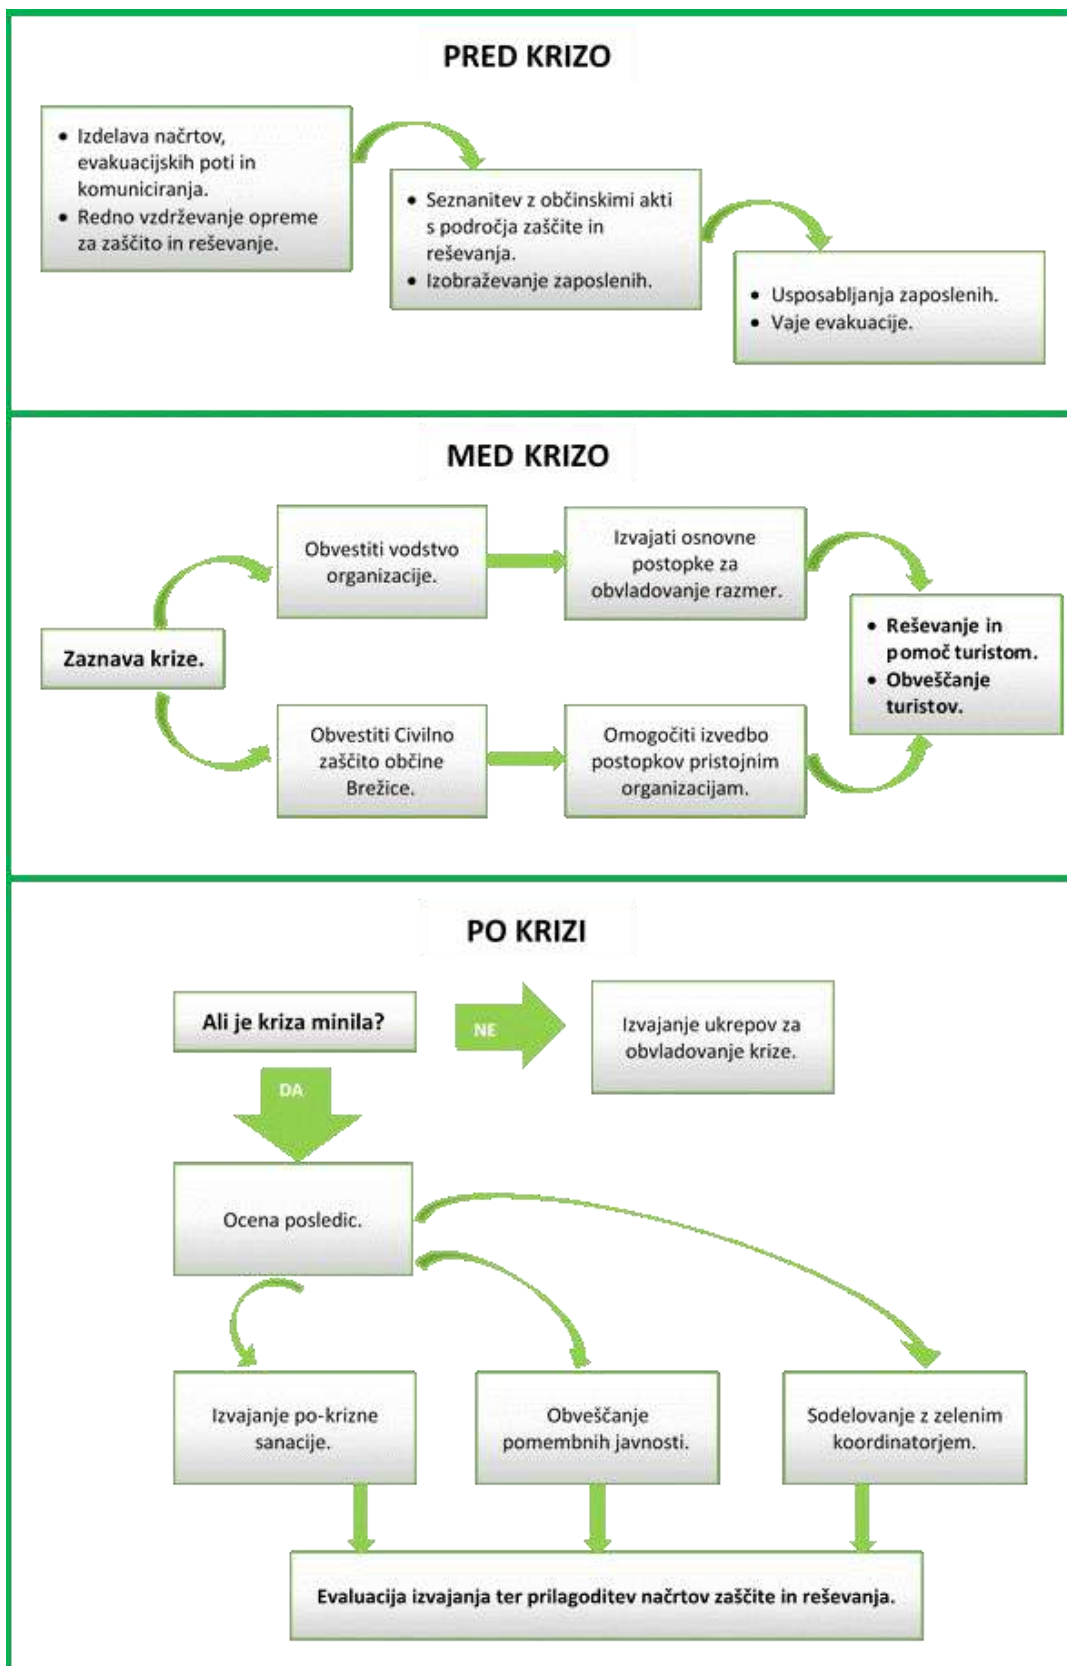 PRED KRIZO
• Izdelava načrtov,
evakuacijskih poti in
komuniciranja.
• Redno vzdrževanje opreme
za zaščito in reševanje.
• Seznanitev z občinskimi akti
s področja zaščite in
reševanja.
• Izobraževanje zaposlenih.
• Usposabljanja zaposlenih.
• Vaje evakuacije.
MED KRIZO
Zaznava krize.
Obvestiti vodstvo
organizacije.
Izvajati osnovne
postopke za
obvladovanje razmer.
Obvestiti Civilno
zaščito občine
Brežice.
Omogočiti izvedbo
postopkov pristojnim
organizacijam.
• Reševanje in
pomoč turistom.
• Obveščanje
turistov.
PO KRIZI
Ali je kriza minila?
NE
Izvajanje ukrepov za
obvladovanje krize.
DA
Ocena posledic.
Izvajanje po-krizne
sanacije.
Obveščanje
pomembnih javnosti.
Sodelovanje z zelenim
koordinatorjem.
Evaluacija izvajanja ter prilagoditev načrtov zaščite in reševanja.